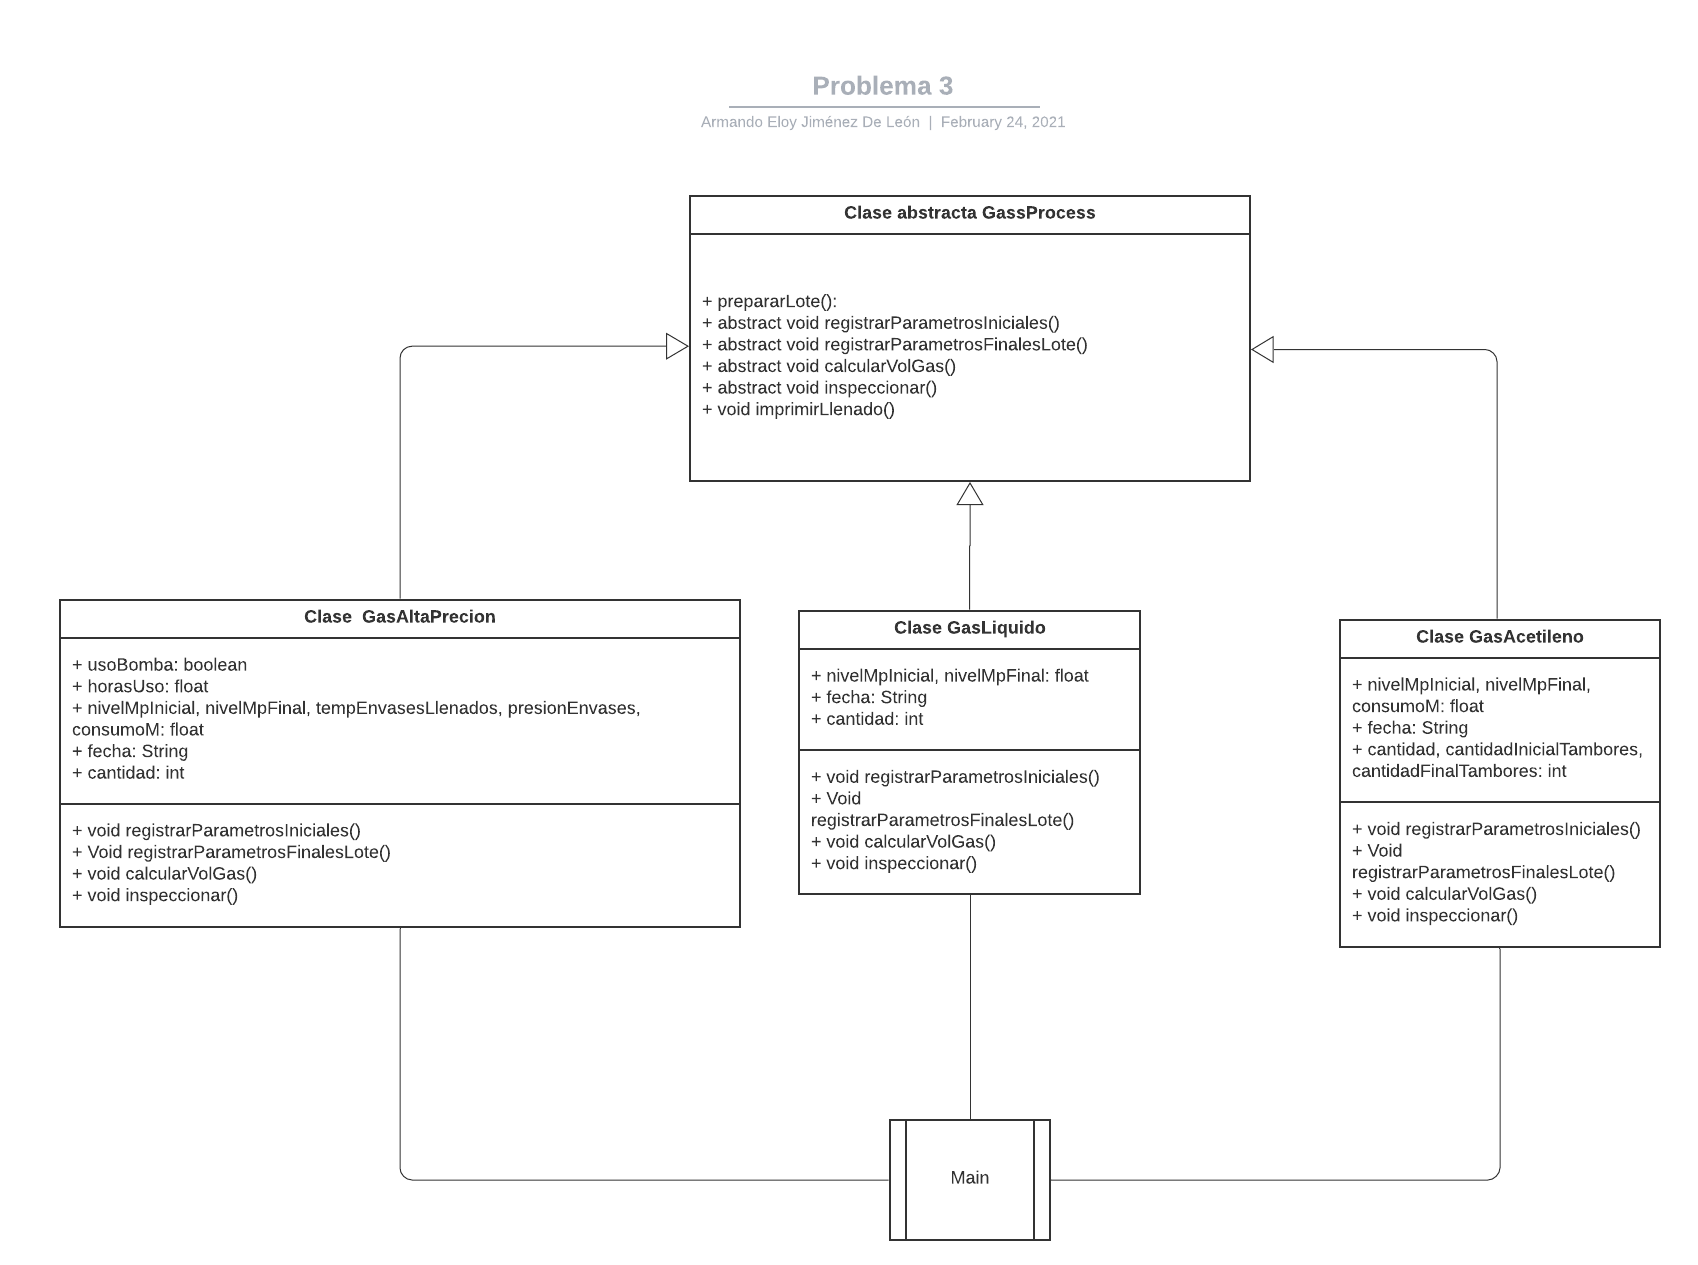 Problema 3
Armando Eloy Jiménez De León | February 24, 2021
Clase abstracta GassProcess
+ prepararLote():
+ abstract void registrarParametrosIniciales()
+ abstract void registrarParametrosFinalesLote()
+ abstract void calcularVolGas()
+ abstract void inspeccionar()
+ void imprimirLlenado()
Clase  GasAltaPrecion
+ usoBomba: boolean
+ horasUso: float
+ nivelMpInicial, nivelMpFinal, tempEnvasesLlenados, presionEnvases,
consumoM: float
+ fecha: String
+ cantidad: int
+ void registrarParametrosIniciales()
+ Void registrarParametrosFinalesLote()
+ void calcularVolGas()
+ void inspeccionar()
Clase GasLiquido
+ nivelMpInicial, nivelMpFinal: float
+ fecha: String
+ cantidad: int
+ void registrarParametrosIniciales()
+ Void
registrarParametrosFinalesLote()
+ void calcularVolGas()
+ void inspeccionar()
Clase GasAcetileno
+ nivelMpInicial, nivelMpFinal,
consumoM: float
+ fecha: String
+ cantidad, cantidadInicialTambores,
cantidadFinalTambores: int
+ void registrarParametrosIniciales()
+ Void
registrarParametrosFinalesLote()
+ void calcularVolGas()
+ void inspeccionar()
Main